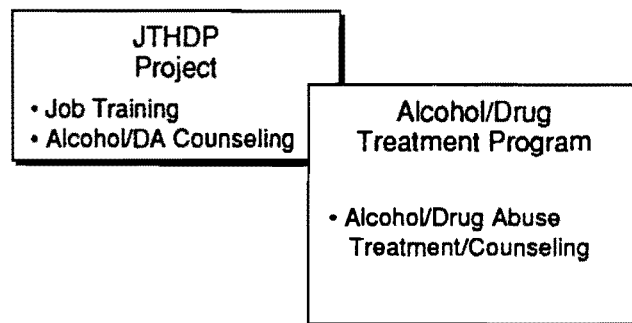 JTHDP
Project
• Job Training
• Alcohol/DA Counseling
Alcohol/Drug
Treatment Program
• Alcohol/Drug Abuse
Treatment/Counseling